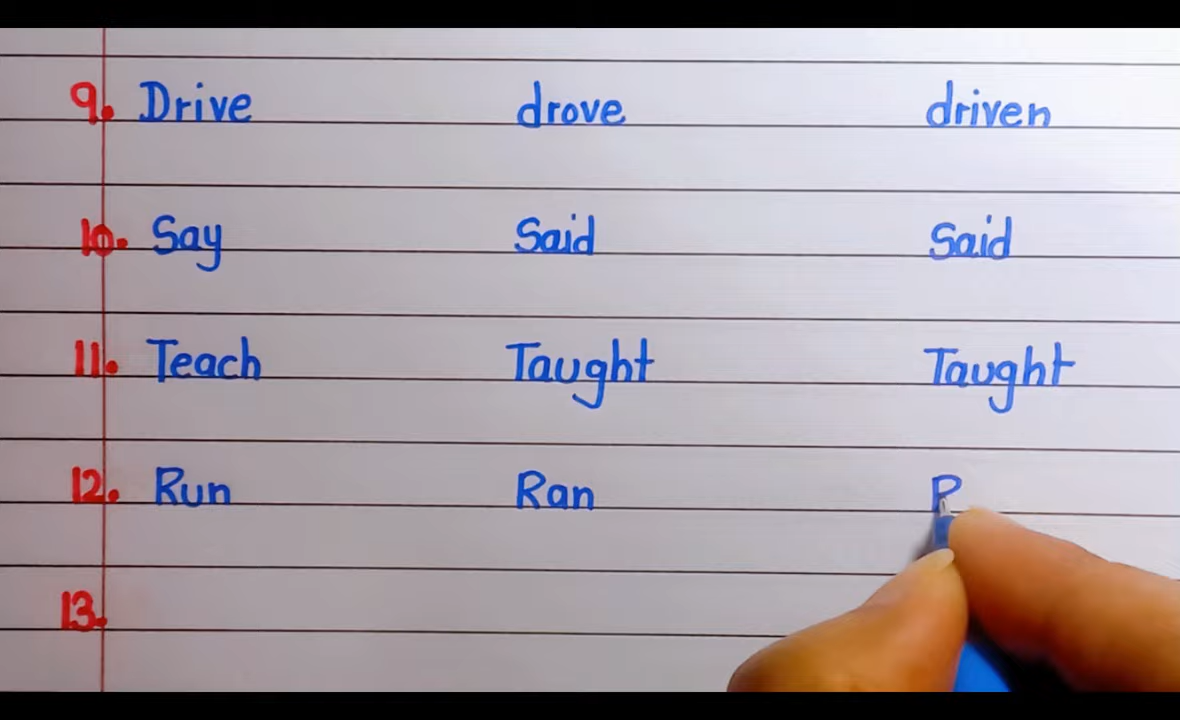 9. Drive drove driven
10. Say Said Said
11. Teach Taught Taught
12. Run Ran
13.